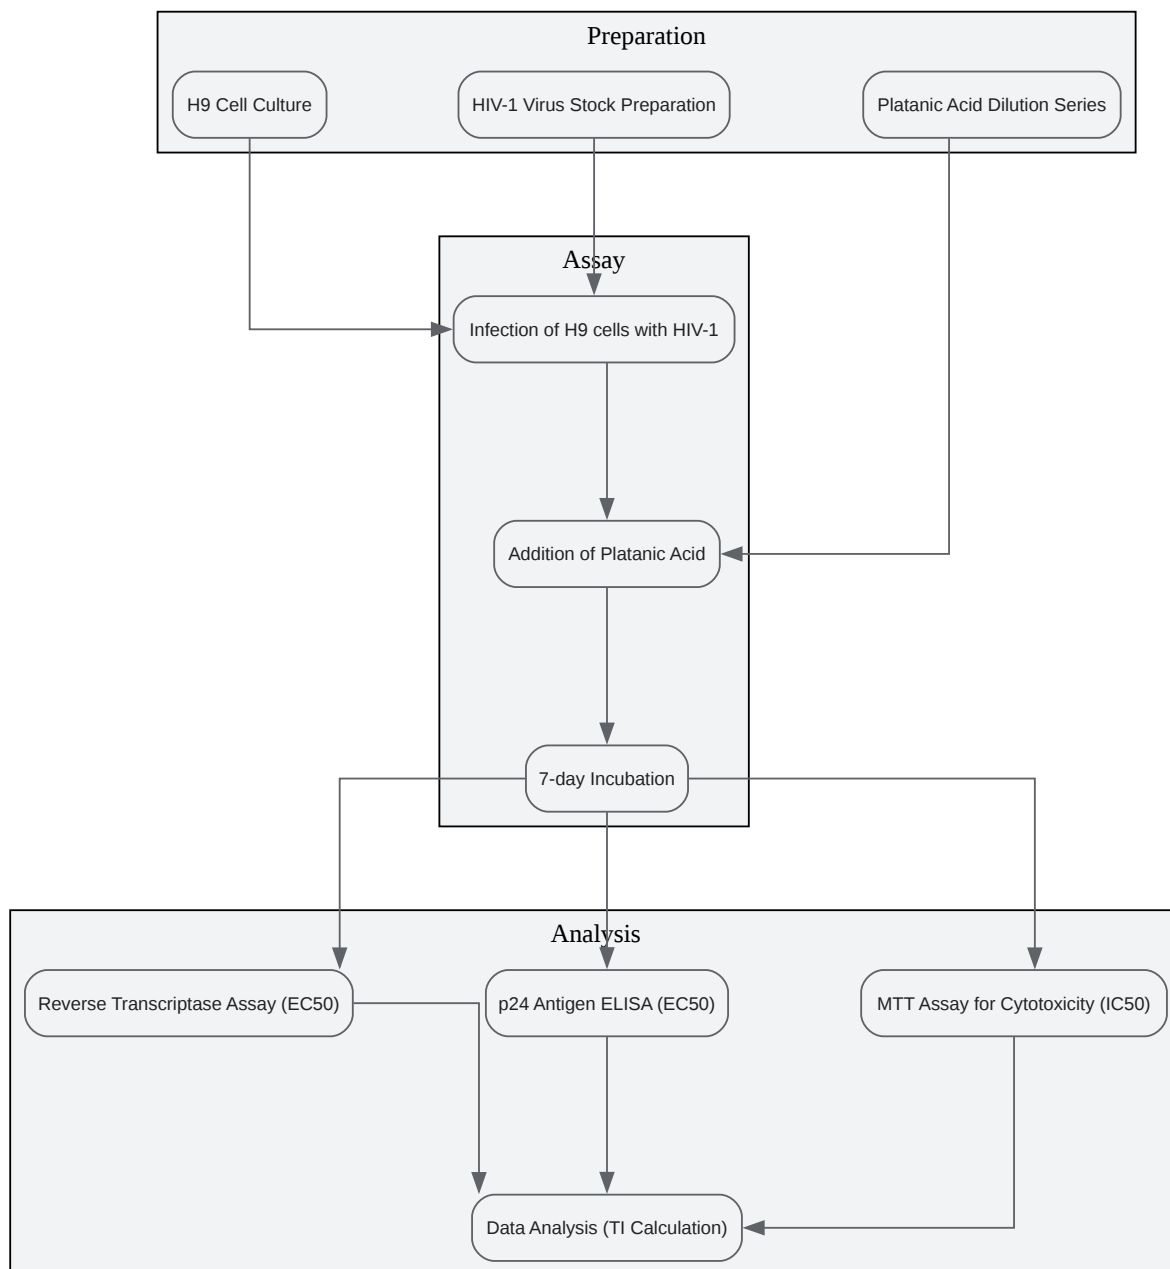 Preparation
H9 Cell Culture
HIV-1 Virus Stock Preparation
Platanic Acid Dilution Series
Assay
Infection of H9 cells with HIV-1
Addition of Platanic Acid
7-day Incubation
Analysis
Reverse Transcriptase Assay (EC50)
p24 Antigen ELISA (EC50)
MTT Assay for Cytotoxicity (IC50)
Data Analysis (TI Calculation)